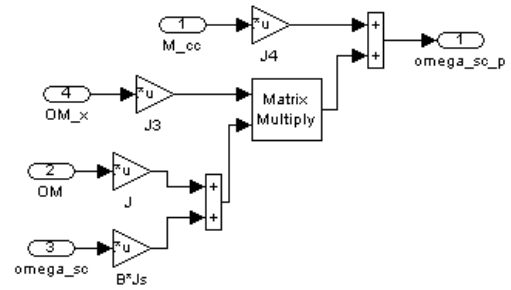 1
M_cc
*u
J4
+
+
1
omega_sc_p
4
OM_x
*u
J3
Matrix
Multiply
2
OM
*u
J
+
+
3
omega_sc
*u
B*Js